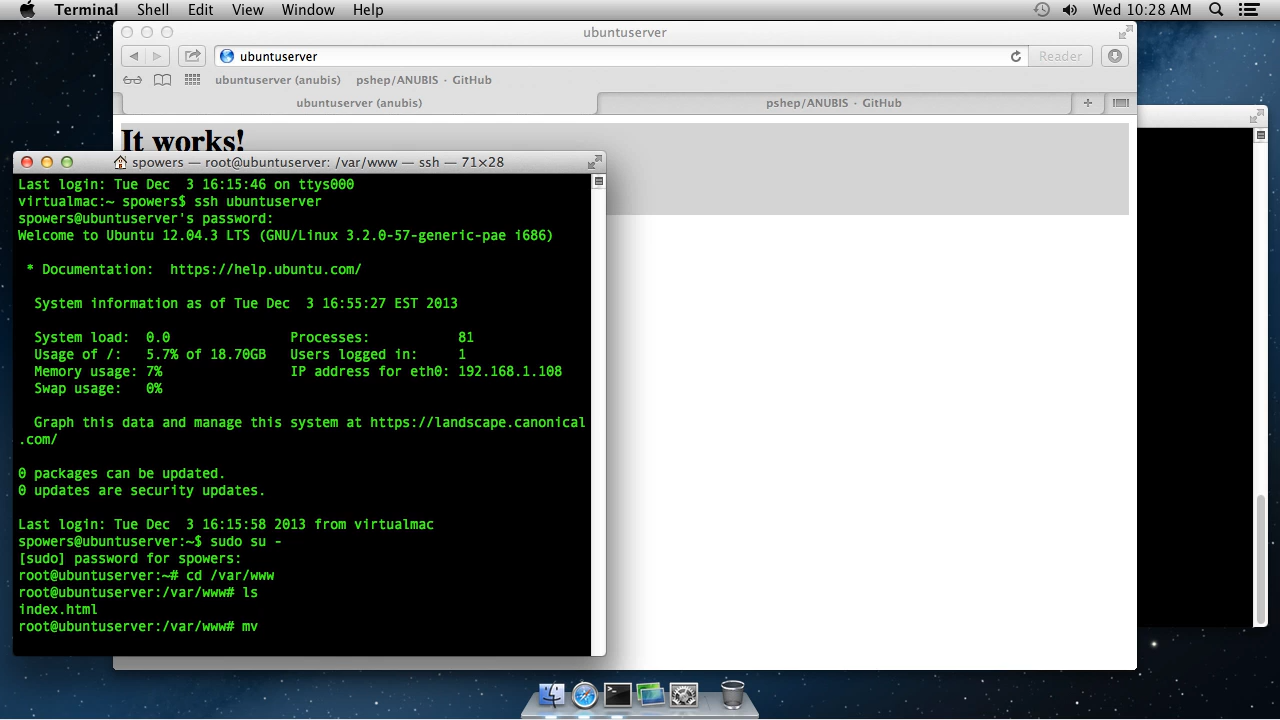 Terminal Shell Edit View Window Help Wed 10:28 AM
ubuntuserver
ubuntuserver Reader
ubuntuserver (anubis) pshep/ANUBIS · GitHub
ubuntuserver (anubis) pshep/ANUBIS · GitHub +
It works!
spowers — root@ubuntuserver: /var/www — ssh — 71×28
Last login: Tue Dec  3 16:15:46 on ttys000
virtualmac:~ spowers$ ssh ubuntuserver
spowers@ubuntuserver's password:
Welcome to Ubuntu 12.04.3 LTS (GNU/Linux 3.2.0-57-generic-pae i686)
* Documentation:  https://help.ubuntu.com/
System information as of Tue Dec  3 16:55:27 EST 2013
System load:  0.0               Processes:           81
Usage of /:   5.7% of 18.70GB   Users logged in:     1
Memory usage: 7%                IP address for eth0: 192.168.1.108
Swap usage:   0%
Graph this data and manage this system at https://landscape.canonical
.com/
0 packages can be updated.
0 updates are security updates.
Last login: Tue Dec  3 16:15:58 2013 from virtualmac
spowers@ubuntuserver:~$ sudo su -
[sudo] password for spowers:
root@ubuntuserver:~# cd /var/www
root@ubuntuserver:/var/www# ls
index.html
root@ubuntuserver:/var/www# mv